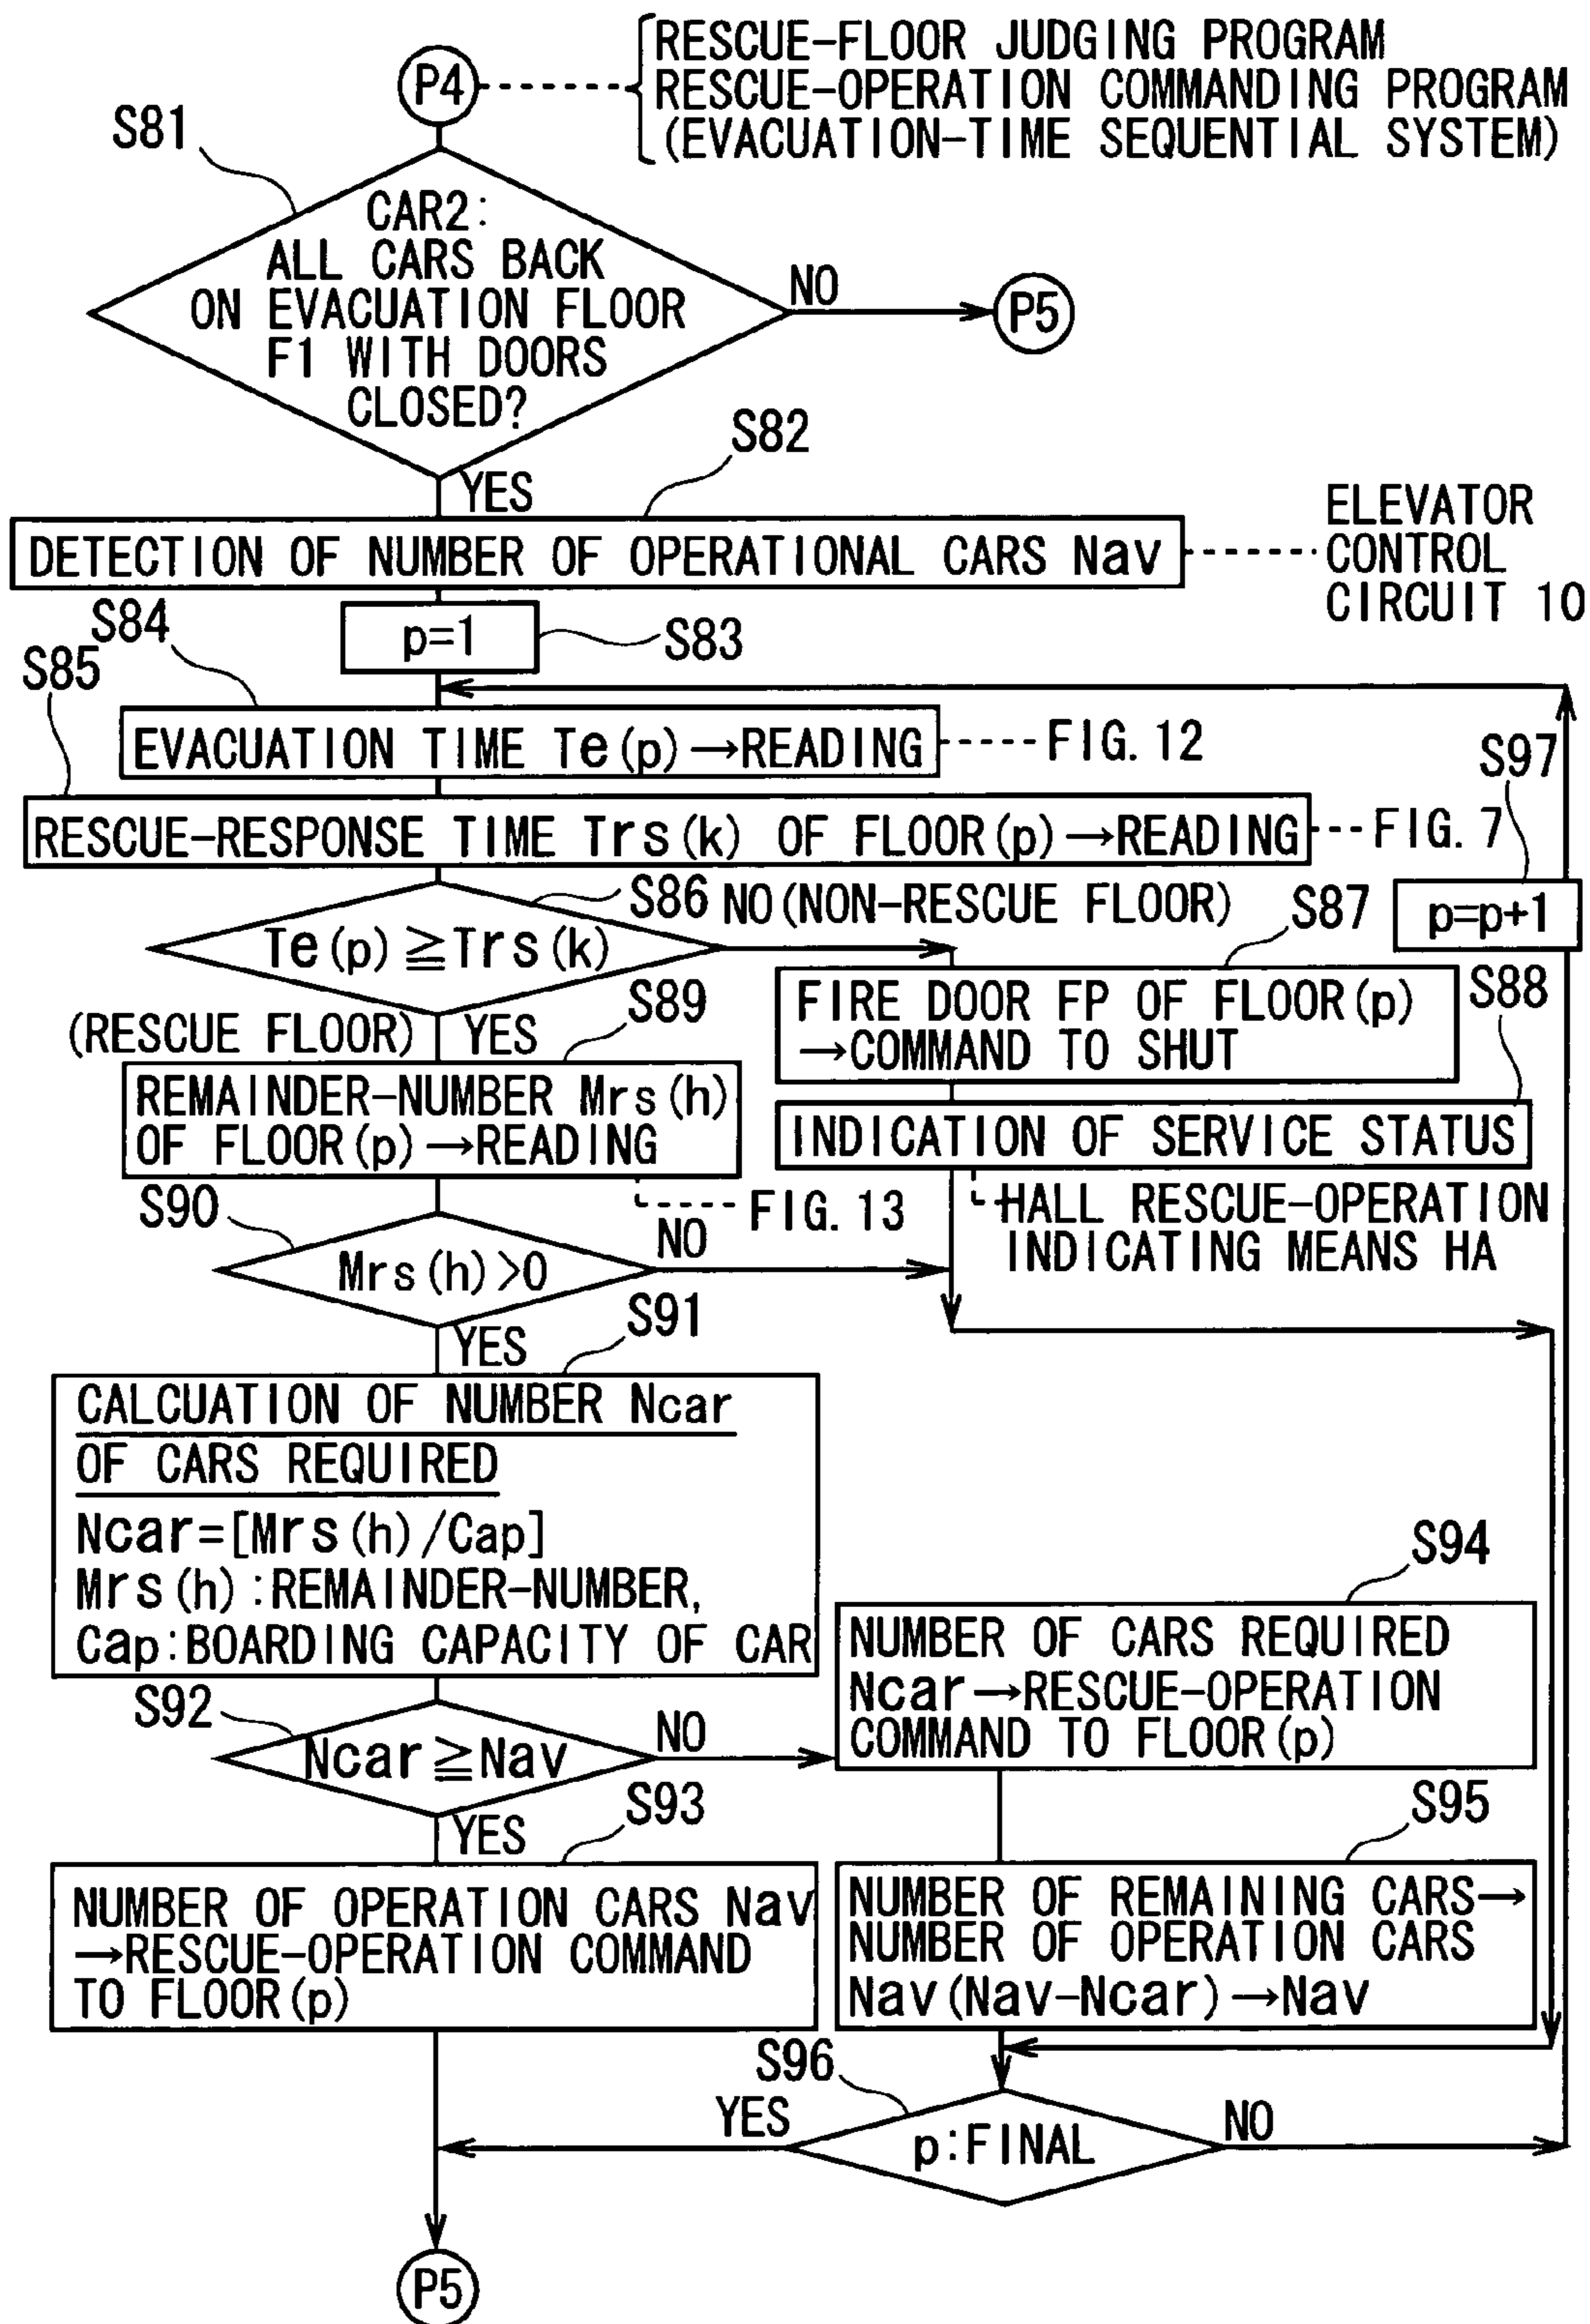 P4
RESCUE-FLOOR JUDGING PROGRAM
RESCUE-OPERATION COMMANDING PROGRAM
(EVACUATION-TIME SEQUENTIAL SYSTEM)
S81
CAR2:
ALL CARS BACK
ON EVACUATION FLOOR
F1 WITH DOORS
CLOSED?
NO
P5
YES
S82
DETECTION OF NUMBER OF OPERATIONAL CARS Nav
ELEVATOR
CONTROL
CIRCUIT 10
p=1
S83
S84
EVACUATION TIME Te(p)→READING
FIG. 12
S85
RESCUE-RESPONSE TIME Trs(k) OF FLOOR(p)→READING
FIG. 7
S97
p=p+1
S86
Te(p)≧Trs(k)
NO(NON-RESCUE FLOOR)
S87
FIRE DOOR FP OF FLOOR(p)
→COMMAND TO SHUT
S88
INDICATION OF SERVICE STATUS
HALL RESCUE-OPERATION
INDICATING MEANS HA
(RESCUE FLOOR)
YES
S89
REMAINDER-NUMBER Mrs(h)
OF FLOOR(p)→READING
FIG. 13
S90
Mrs(h)>0
NO
YES
S91
CALCUATION OF NUMBER Ncar
OF CARS REQUIRED
Ncar=[Mrs(h)/Cap]
Mrs(h):REMAINDER-NUMBER,
Cap:BOARDING CAPACITY OF CAR
S92
Ncar≧Nav
NO
YES
S94
NUMBER OF CARS REQUIRED
Ncar→RESCUE-OPERATION
COMMAND TO FLOOR(p)
S93
NUMBER OF OPERATION CARS Nav
→RESCUE-OPERATION COMMAND
TO FLOOR(p)
S95
NUMBER OF REMAINING CARS→
NUMBER OF OPERATION CARS
Nav(Nav-Ncar)→Nav
S96
p:FINAL
YES
NO
P5